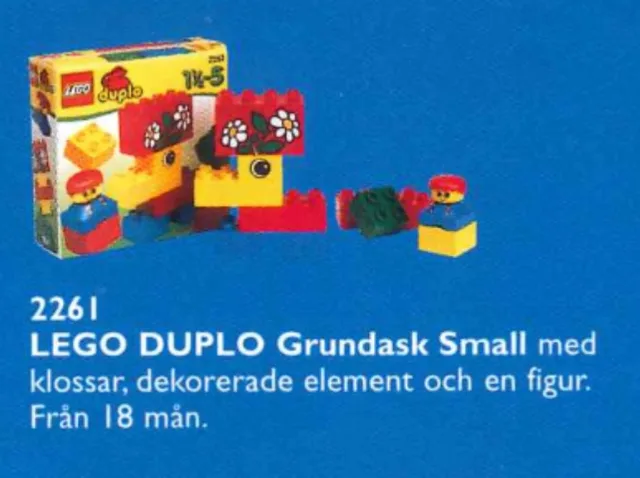 LEGO
duplo
1½-5
2261
LEGO DUPLO Grundask Small med
klossar, dekorerade element och en figur.
Från 18 mån.